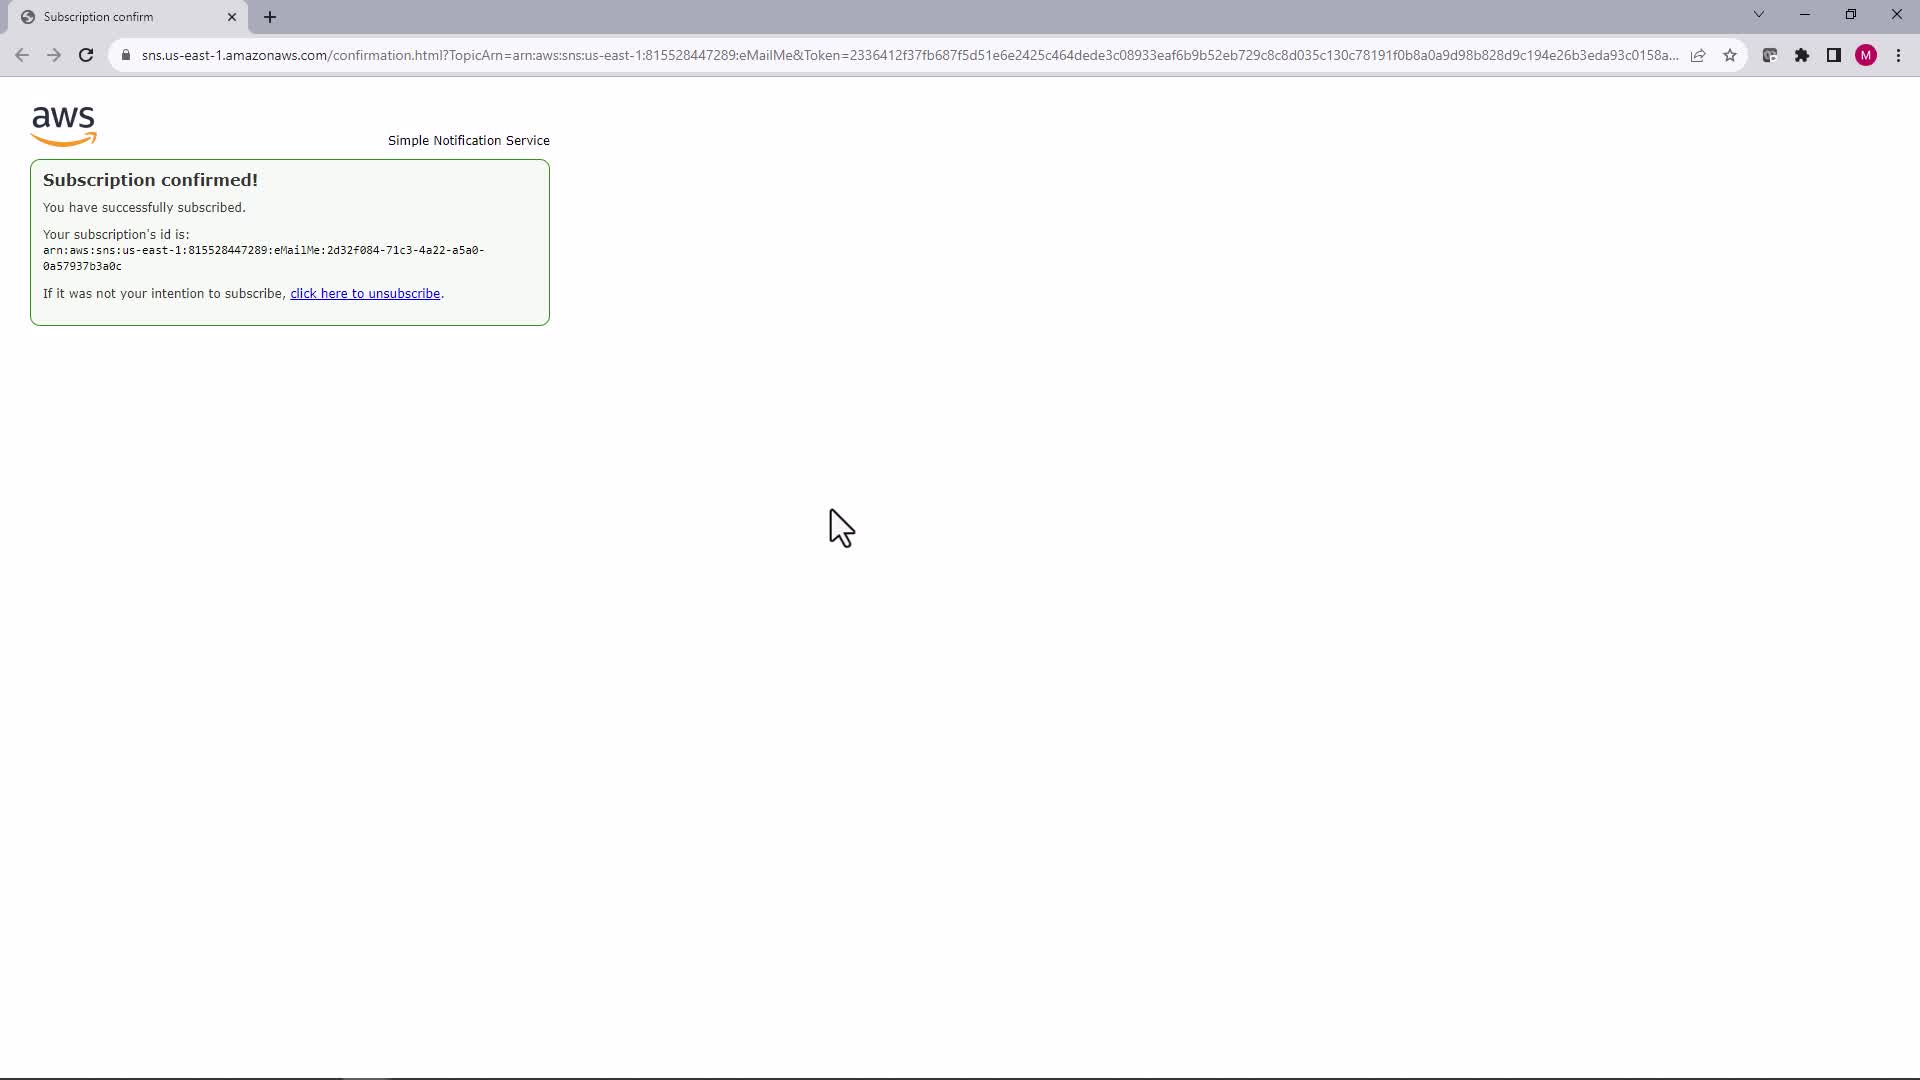 Subscription confirm
sns.us-east-1.amazonaws.com/confirmation.html?TopicArn=arn:aws:sns:us-east-1:815528447289:eMailMe&Token=2336412f37fb687f5d51e6e2425c464dede3c08933eaf6b9b52eb729c8c8d035c130c78191f0b8a0a9d98b828d9c194e26b3eda93c0158a...
M
aws
Simple Notification Service
Subscription confirmed!
You have successfully subscribed.
Your subscription's id is:
arn:aws:sns:us-east-1:815528447289:eMailMe:2d32f084-71c3-4a22-a5a0-
0a57937b3a0c
If it was not your intention to subscribe, click here to unsubscribe.